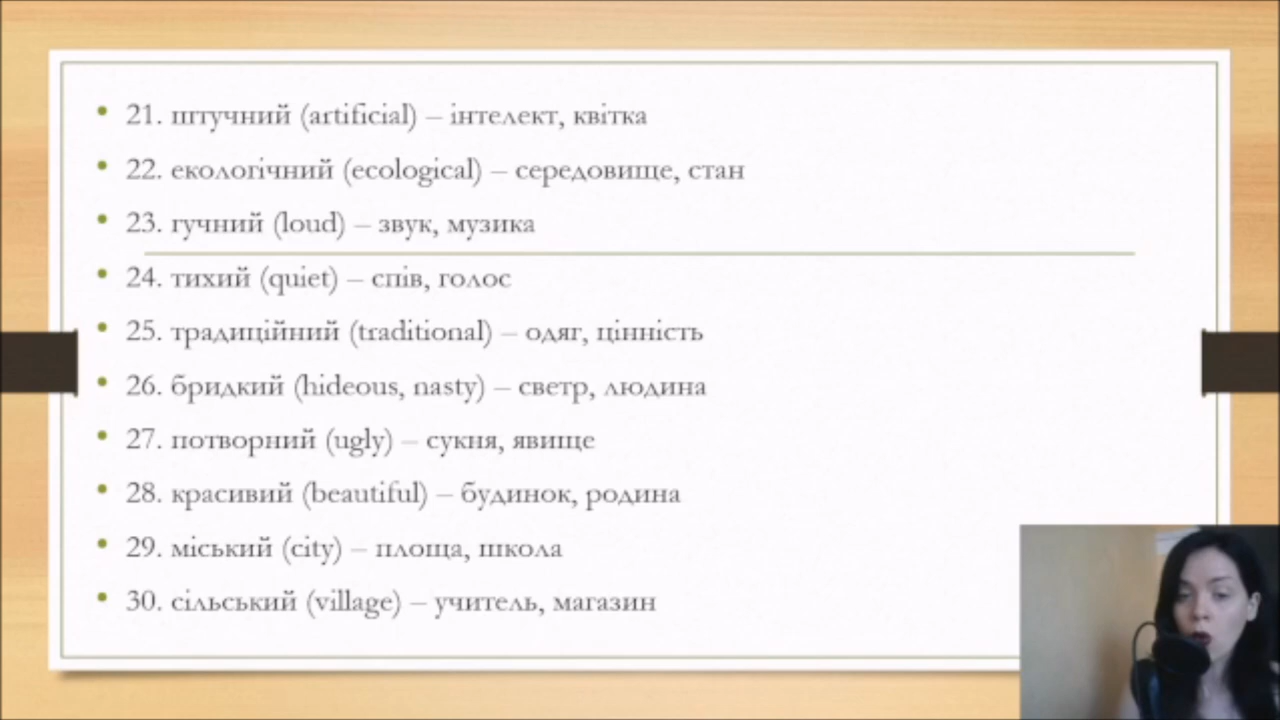 • 21. штучний (artificial) – інтелект, квітка
• 22. екологічний (ecological) – середовище, стан
• 23. гучний (loud) – звук, музика
• 24. тихий (quiet) – спів, голос
• 25. традиційний (traditional) – одяг, цінність
• 26. бридкий (hideous, nasty) – светр, людина
• 27. потворний (ugly) – сукня, явище
• 28. красивий (beautiful) – будинок, родина
• 29. міський (city) – площа, школа
• 30. сільський (village) – учитель, магазин